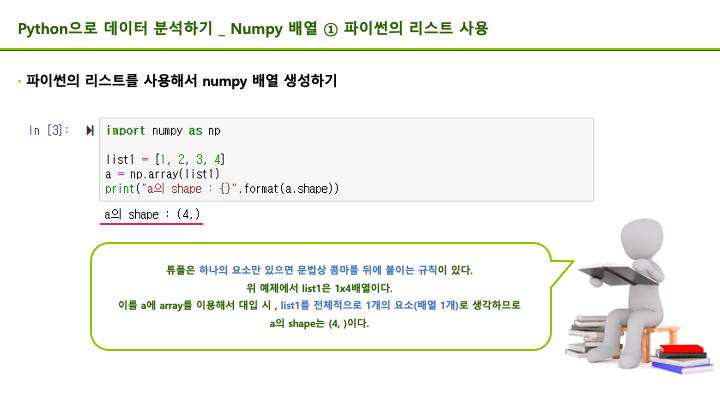 Python으로 데이터 분석하기 _ Numpy 배열 ① 파이썬의 리스트 사용
· 파이썬의 리스트를 사용해서 numpy 배열 생성하기
In [3]:
import numpy as np
list1 = [1, 2, 3, 4]
a = np.array(list1)
print("a의 shape : {}".format(a.shape))
a의 shape : (4,)
튜플은 하나의 요소만 있으면 문법상 콤마를 뒤에 붙이는 규칙이 있다.
위 예제에서 list1은 1x4배열이다.
이를 a에 array를 이용해서 대입 시 , list1를 전체적으로 1개의 요소(배열 1개)로 생각하므로
a의 shape는 (4, )이다.